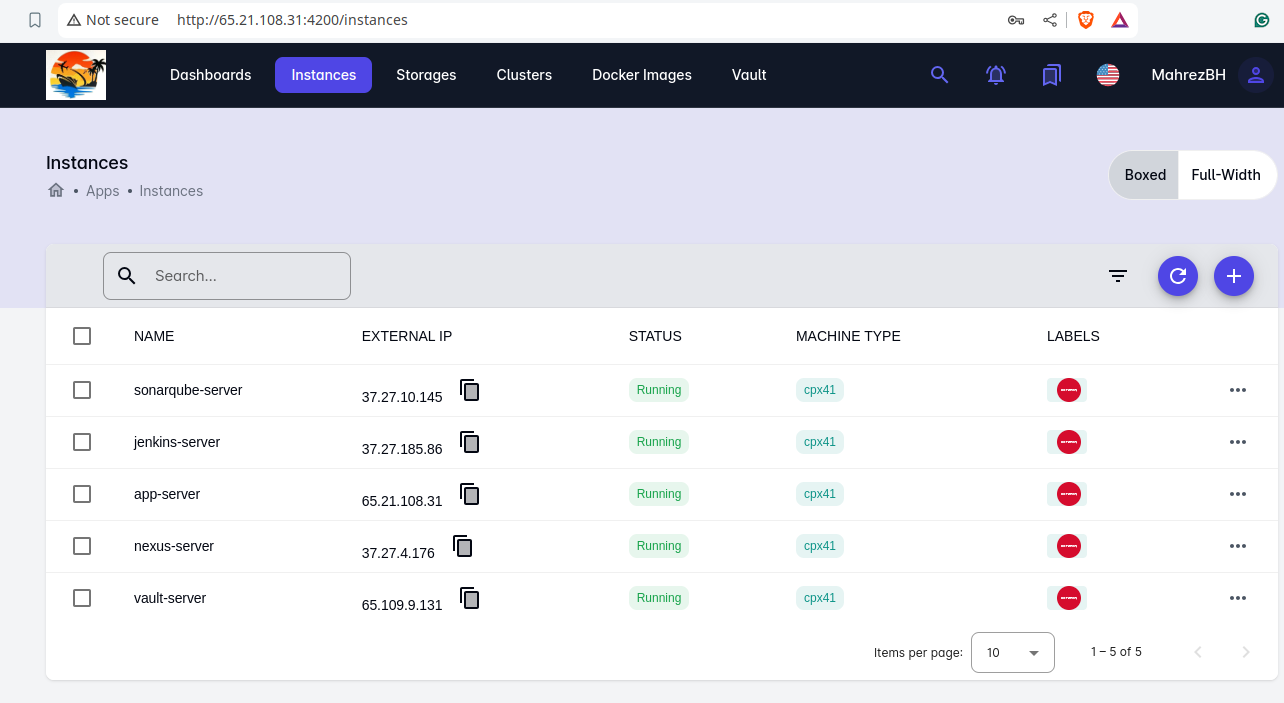 Not secure http://65.21.108.31:4200/instances
Dashboards Instances Storages Clusters Docker Images Vault MahrezBH
Instances
• Apps • Instances
Boxed Full-Width
Search...
NAME EXTERNAL IP STATUS MACHINE TYPE LABELS
sonarqube-server 37.27.10.145 Running cpx41
jenkins-server 37.27.185.86 Running cpx41
app-server 65.21.108.31 Running cpx41
nexus-server 37.27.4.176 Running cpx41
vault-server 65.109.9.131 Running cpx41
Items per page: 10 1 – 5 of 5